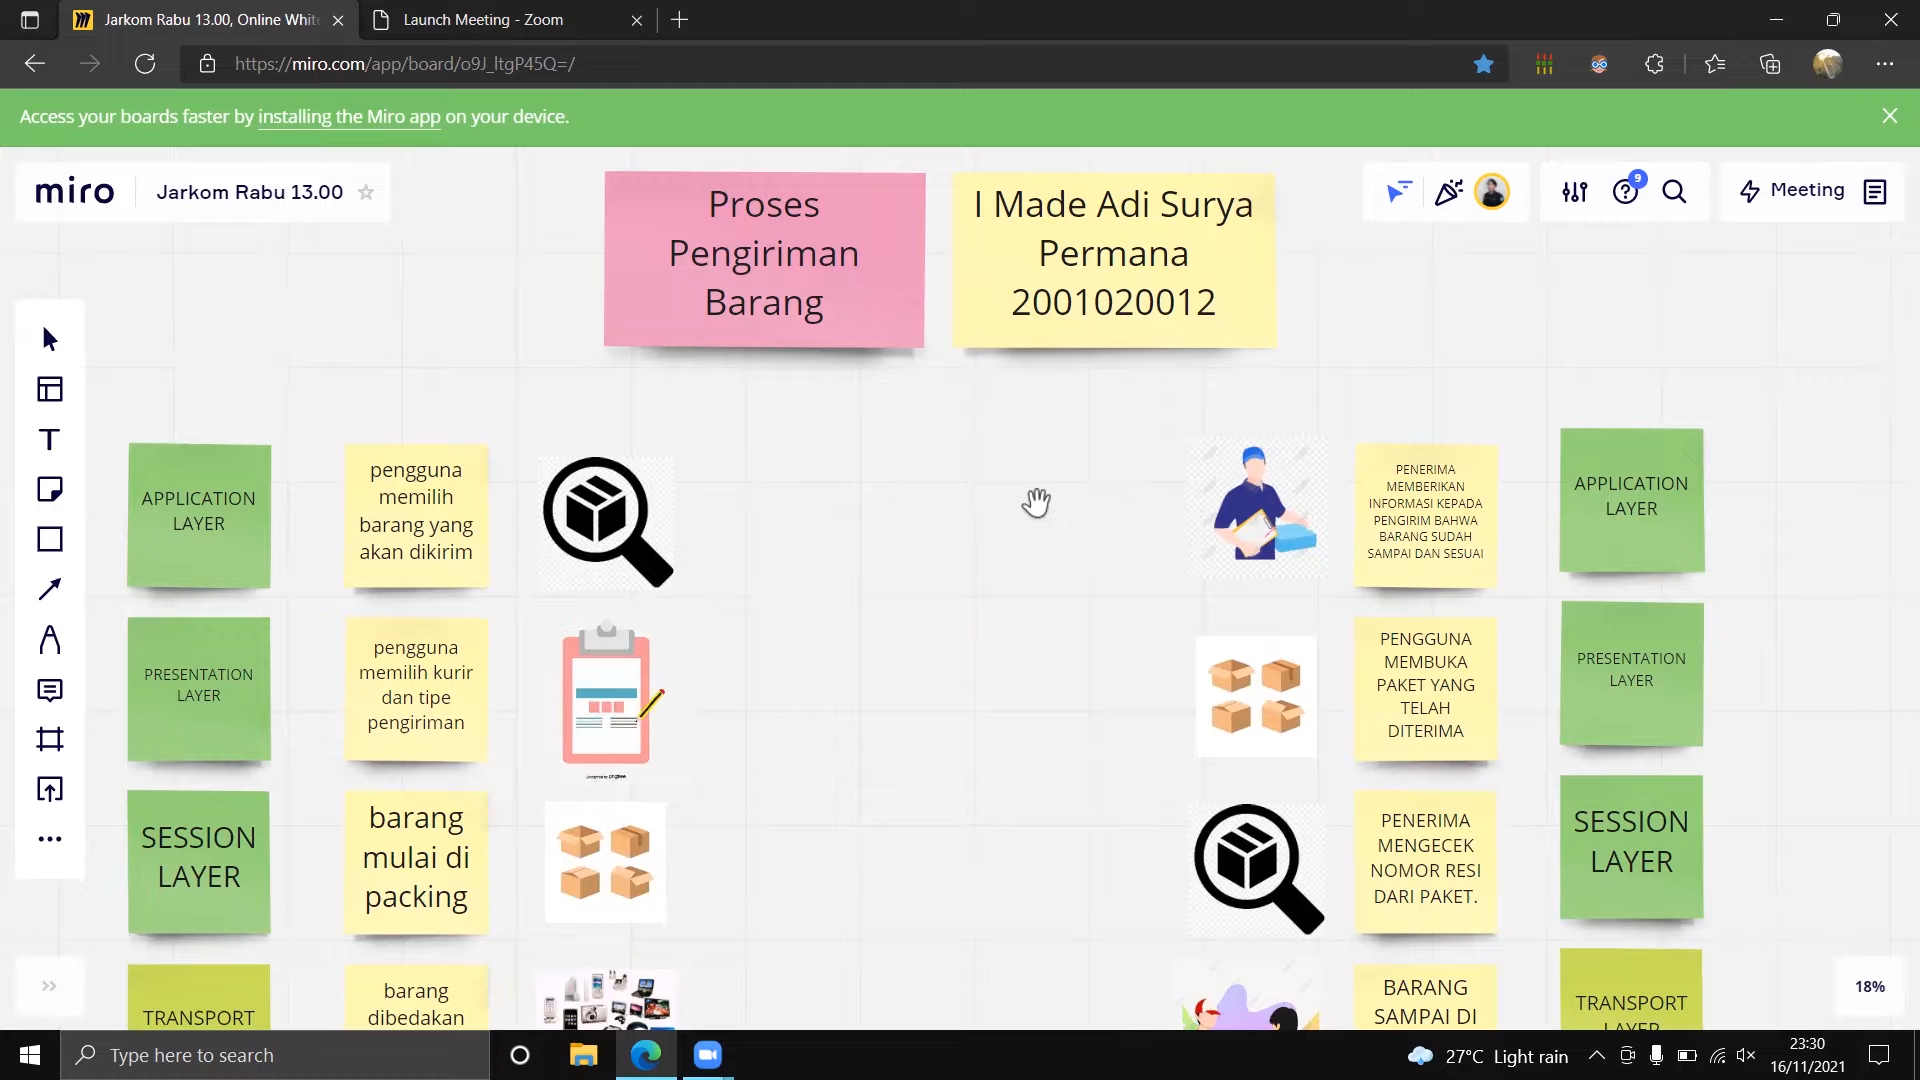 Jarkom Rabu 13.00, Online Whit
Launch Meeting - Zoom
https://miro.com/app/board/o9J_ltgP45Q=/
Access your boards faster by installing the Miro app on your device.
miro
Jarkom Rabu 13.00
9
Meeting
Proses
Pengiriman
Barang
I Made Adi Surya
Permana
2001020012
APPLICATION
LAYER
pengguna
memilih
barang yang
akan dikirim
PENERIMA
MEMBERIKAN
INFORMASI KEPADA
PENGIRIM BAHWA
BARANG SUDAH
SAMPAI DAN SESUAI
APPLICATION
LAYER
PRESENTATION
LAYER
pengguna
memilih kurir
dan tipe
pengiriman
PENGGUNA
MEMBUKA
PAKET YANG
TELAH
DITERIMA
PRESENTATION
LAYER
SESSION
LAYER
barang
mulai di
packing
PENERIMA
MENGECEK
NOMOR RESI
DARI PAKET.
SESSION
LAYER
TRANSPORT
barang
dibedakan
BARANG
SAMPAI DI
TRANSPORT
LAYER
18%
Type here to search
27°C Light rain
23:30
16/11/2021